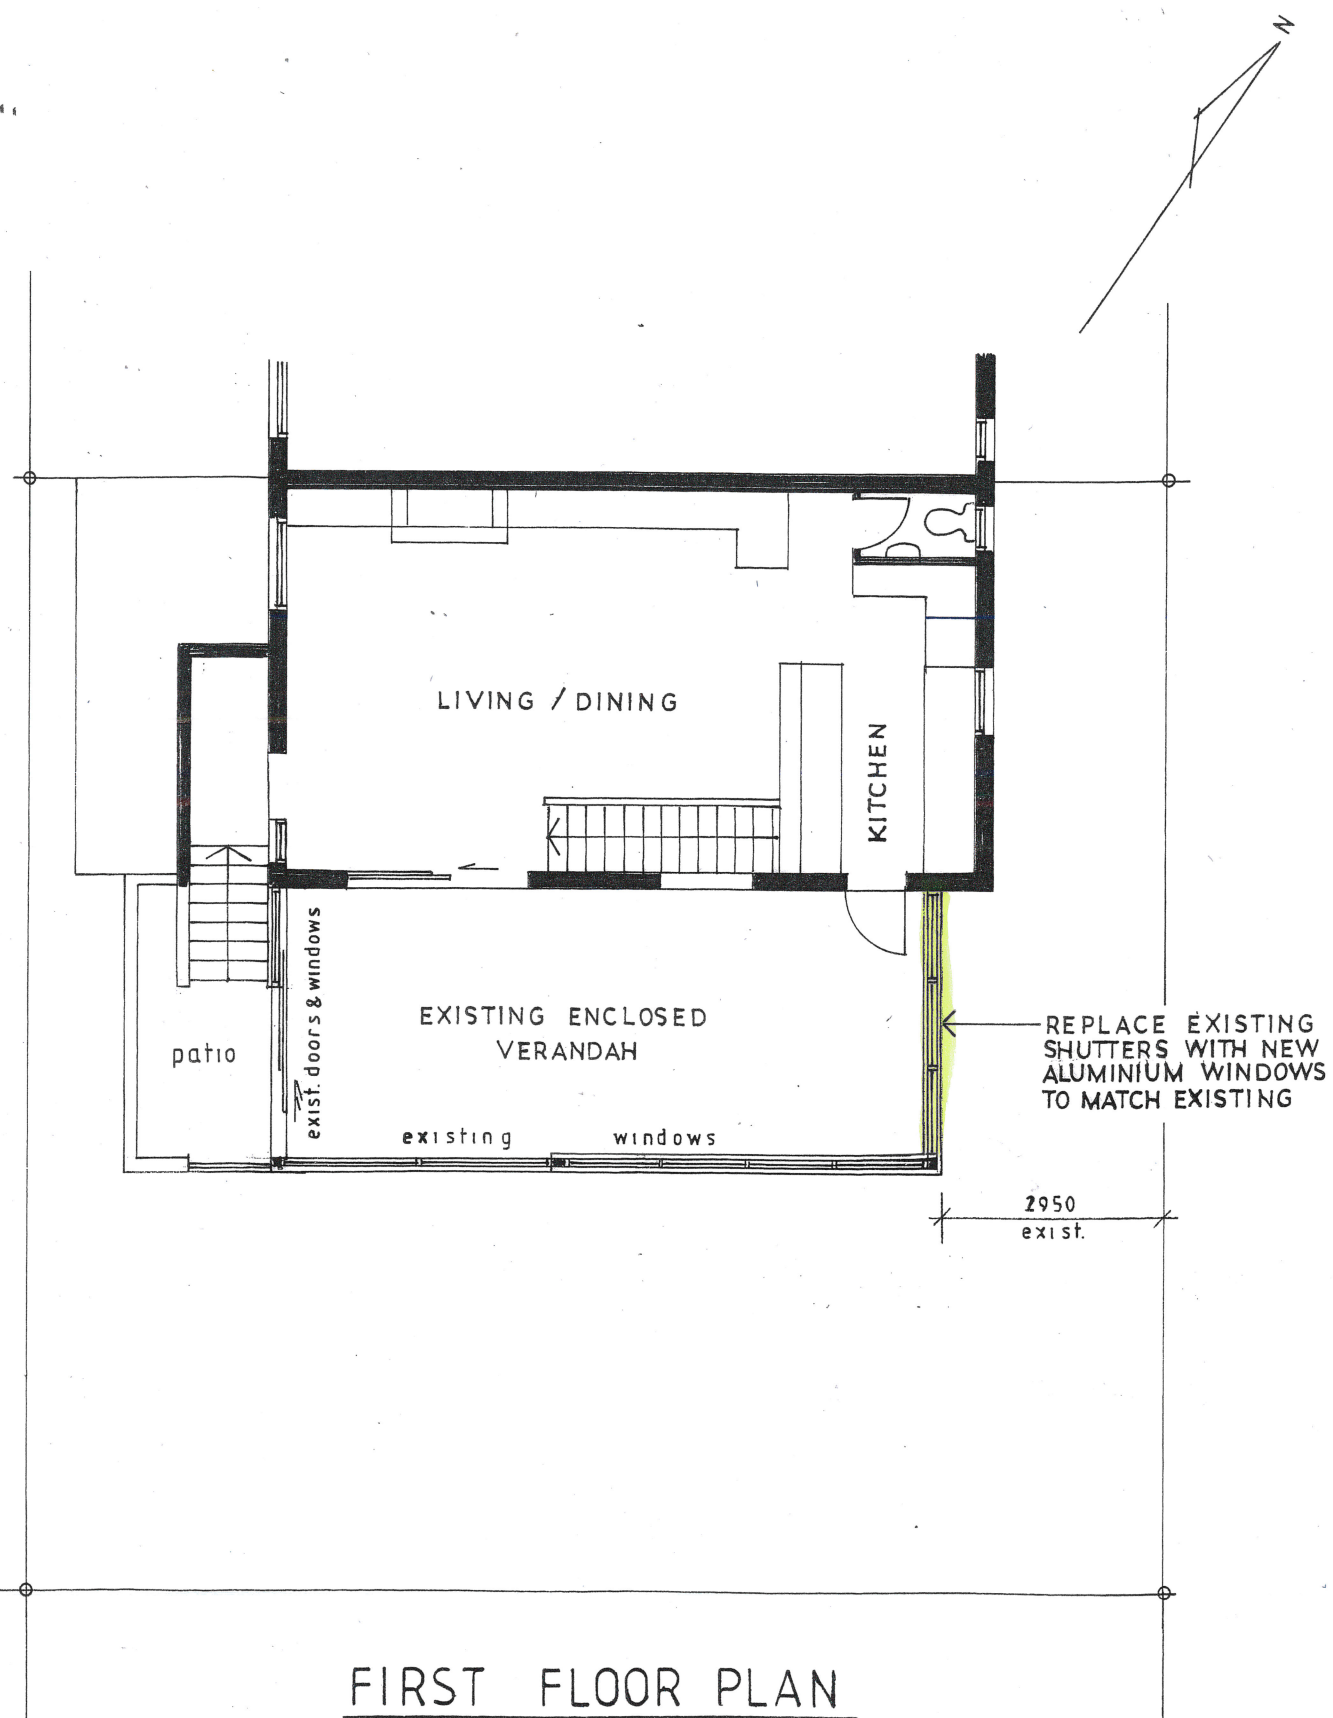 N
LIVING / DINING
KITCHEN
exist. doors & windows
EXISTING ENCLOSED
VERANDAH
patio
REPLACE EXISTING
SHUTTERS WITH NEW
ALUMINIUM WINDOWS
TO MATCH EXISTING
existing windows
2950
exist.
FIRST FLOOR PLAN